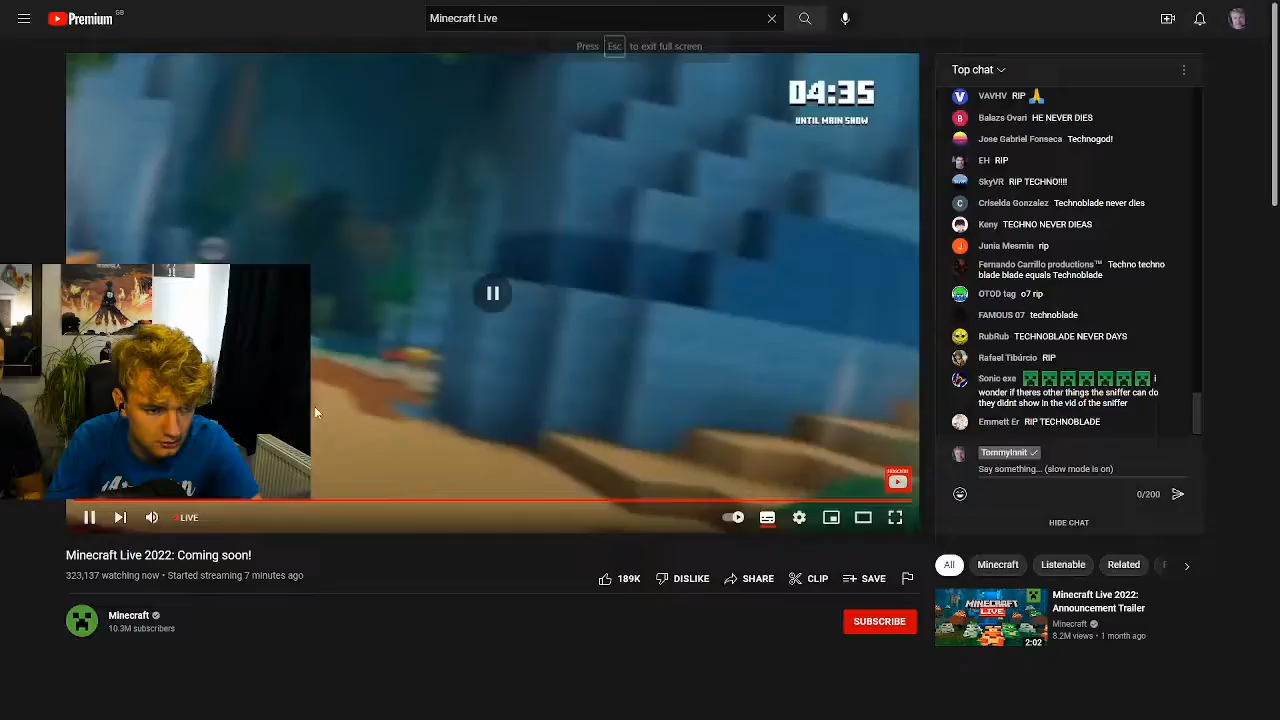 Premium GB
Minecraft Live
Press Esc to exit full screen
04:35
UNTIL MAIN SHOW
SUBSCRIBE
LIVE
Minecraft Live 2022: Coming soon!
323,137 watching now • Started streaming 7 minutes ago
189K
DISLIKE
SHARE
CLIP
SAVE
Minecraft
10.3M subscribers
SUBSCRIBE
Top chat
VAVHV RIP 🙏
Balazs Ovari HE NEVER DIES
Jose Gabriel Fonseca Technogod!
EH RIP
SkyVR RIP TECHNO!!!!
Criselda Gonzalez Technoblade never dies
Keny TECHNO NEVER DIEAS
Junia Mesmin rip
Fernando Carrillo productions™ Techno techno
blade blade equals Technoblade
OTOD tag o7 rip
FAMOUS 07 technoblade
RubRub TECHNOBLADE NEVER DAYS
Rafael Tibúrcio RIP
Sonic exe i
wonder if theres other things the sniffer can do
they didnt show in the vid of the sniffer
Emmett Er RIP TECHNOBLADE
TommyInnit
Say something... (slow mode is on)
0/200
HIDE CHAT
All
Minecraft
Listenable
Related
F
Minecraft Live 2022:
Announcement Trailer
Minecraft
8.2M views • 1 month ago
MINECRAFT
LIVE
2:02